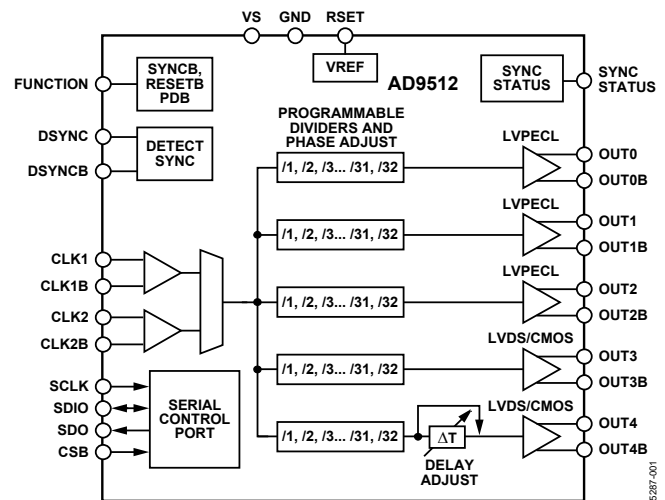 VS GND RSET
VREF
AD9512
FUNCTION
SYNCB,
RESETB
PDB
SYNC
STATUS
SYNC
STATUS
DSYNC
DSYNCB
DETECT
SYNC
PROGRAMMABLE
DIVIDERS AND
PHASE ADJUST
/1, /2, /3... /31, /32
LVPECL
OUT0
OUT0B
/1, /2, /3... /31, /32
LVPECL
OUT1
OUT1B
CLK1
CLK1B
CLK2
CLK2B
/1, /2, /3... /31, /32
LVPECL
OUT2
OUT2B
/1, /2, /3... /31, /32
LVDS/CMOS
OUT3
OUT3B
SCLK
SDIO
SDO
CSB
SERIAL
CONTROL
PORT
/1, /2, /3... /31, /32
ΔT
DELAY
ADJUST
LVDS/CMOS
OUT4
OUT4B
5287-001